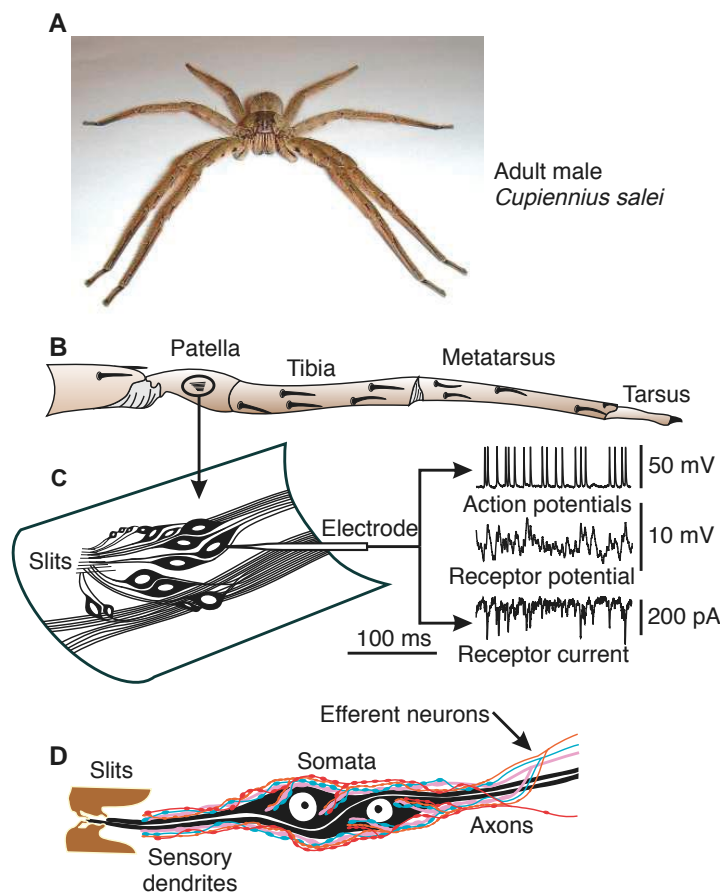 A
Adult male
Cupiennius salei
B
Patella
Tibia
Metatarsus
Tarsus
C
Slits
Electrode
50 mV
Action potentials
10 mV
Receptor potential
200 pA
Receptor current
100 ms
Efferent neurons
D
Slits
Somata
Axons
Sensory
dendrites